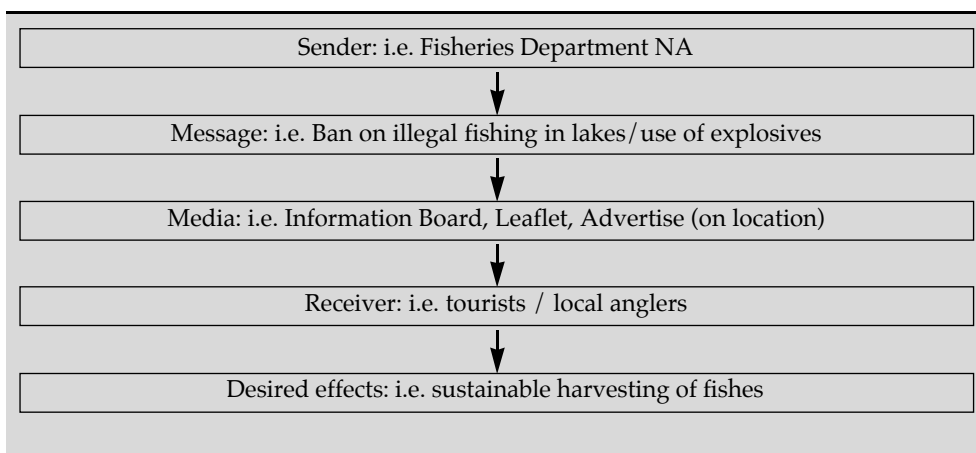 Sender: i.e. Fisheries Department NA
Message: i.e. Ban on illegal fishing in lakes/use of explosives
Media: i.e. Information Board, Leaflet, Advertise (on location)
Receiver: i.e. tourists / local anglers
Desired effects: i.e. sustainable harvesting of fishes